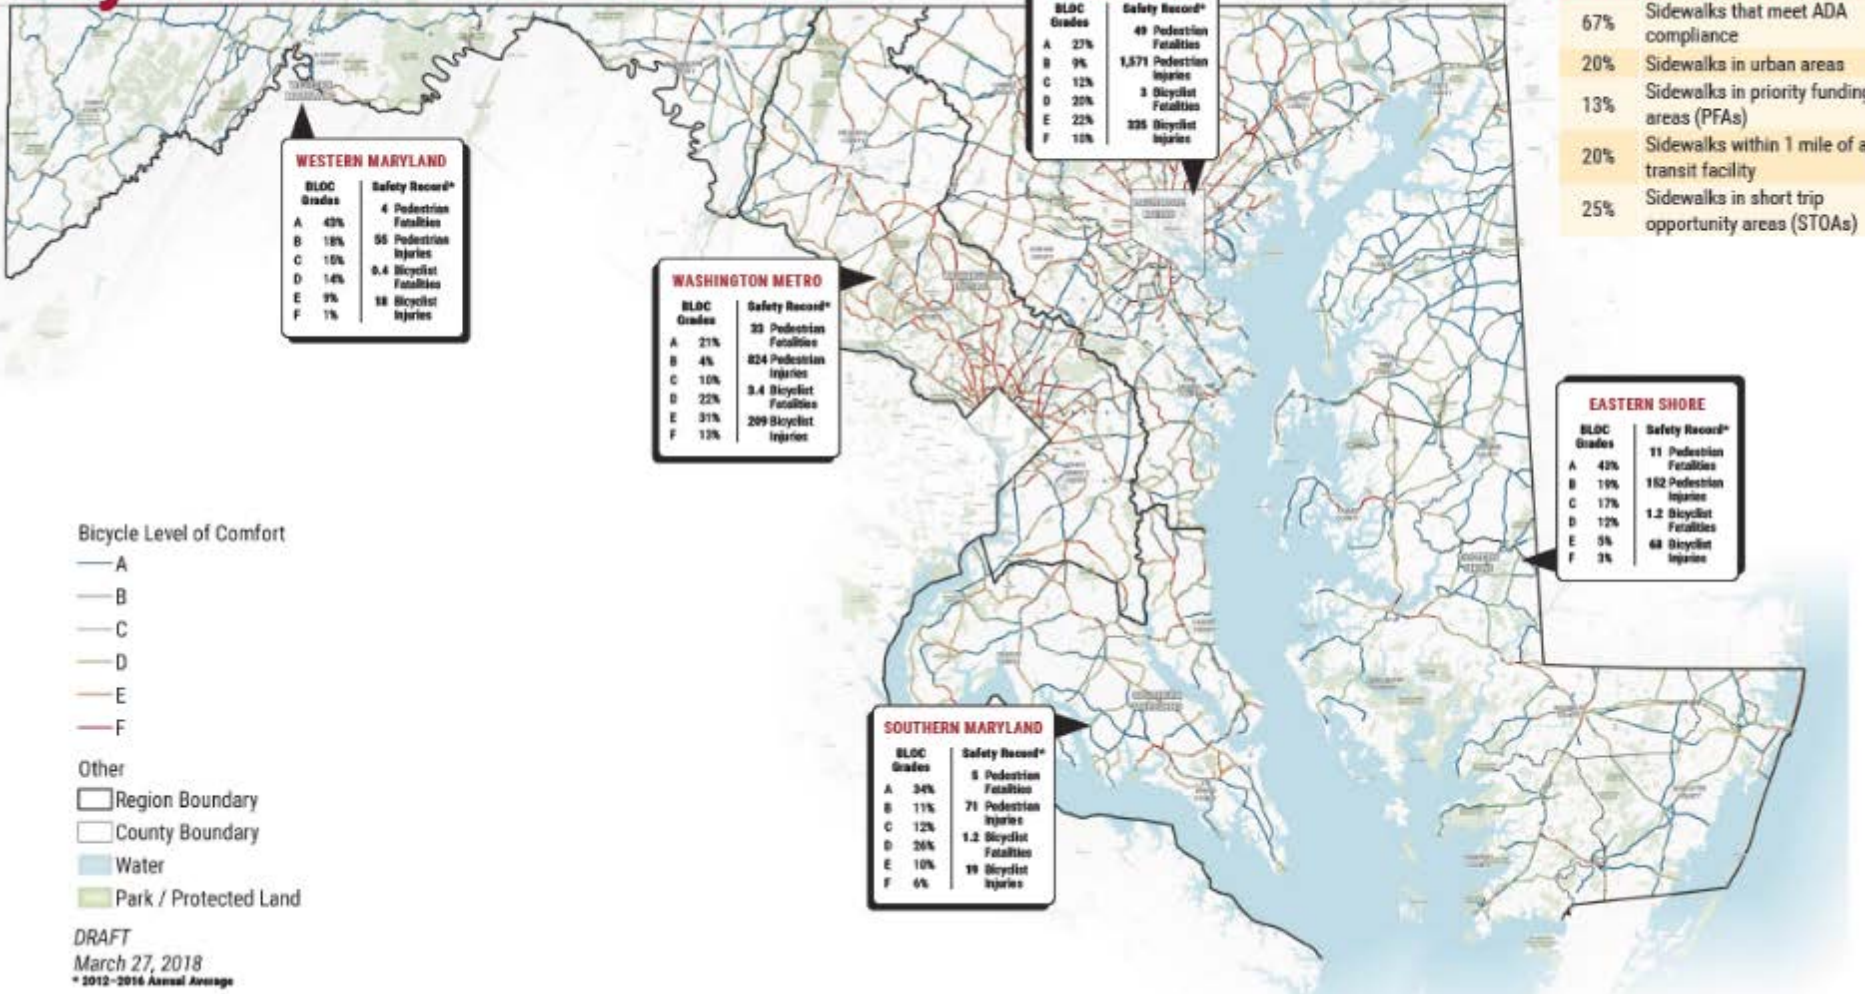 BLOC Safety Record*
Grades
A 27%
B 9%
C 12%
D 20%
E 22%
F 10%
49 Pedestrian
Fatalities
1,571 Pedestrian
Injuries
3 Bicyclist
Fatalities
335 Bicyclist
Injuries
67% Sidewalks that meet ADA
compliance
20% Sidewalks in urban areas
13% Sidewalks in priority funding
areas (PFAs)
20% Sidewalks within 1 mile of a
transit facility
25% Sidewalks in short trip
opportunity areas (STOAs)
WESTERN MARYLAND
BLOC Safety Record*
Grades
A 43%
B 18%
C 15%
D 14%
E 9%
F 1%
4 Pedestrian
Fatalities
55 Pedestrian
Injuries
0.4 Bicyclist
Fatalities
18 Bicyclist
Injuries
WASHINGTON METRO
BLOC Safety Record*
Grades
A 21%
B 4%
C 10%
D 22%
E 31%
F 13%
33 Pedestrian
Fatalities
824 Pedestrian
Injuries
3.4 Bicyclist
Fatalities
209 Bicyclist
Injuries
EASTERN SHORE
BLOC Safety Record*
Grades
A 43%
B 19%
C 17%
D 12%
E 5%
F 3%
11 Pedestrian
Fatalities
152 Pedestrian
Injuries
1.2 Bicyclist
Fatalities
68 Bicyclist
Injuries
SOUTHERN MARYLAND
BLOC Safety Record*
Grades
A 34%
B 11%
C 12%
D 26%
E 10%
F 6%
5 Pedestrian
Fatalities
71 Pedestrian
Injuries
1.2 Bicyclist
Fatalities
19 Bicyclist
Injuries
Bicycle Level of Comfort
A
B
C
D
E
F
Other
Region Boundary
County Boundary
Water
Park / Protected Land
DRAFT
March 27, 2018
* 2012–2016 Annual Average